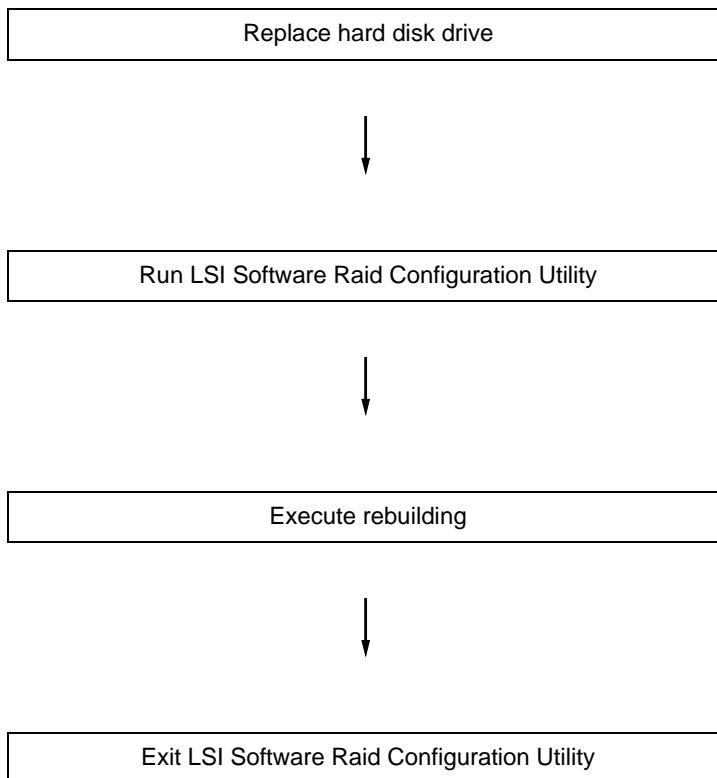 Replace hard disk drive
Run LSI Software Raid Configuration Utility
Execute rebuilding
Exit LSI Software Raid Configuration Utility